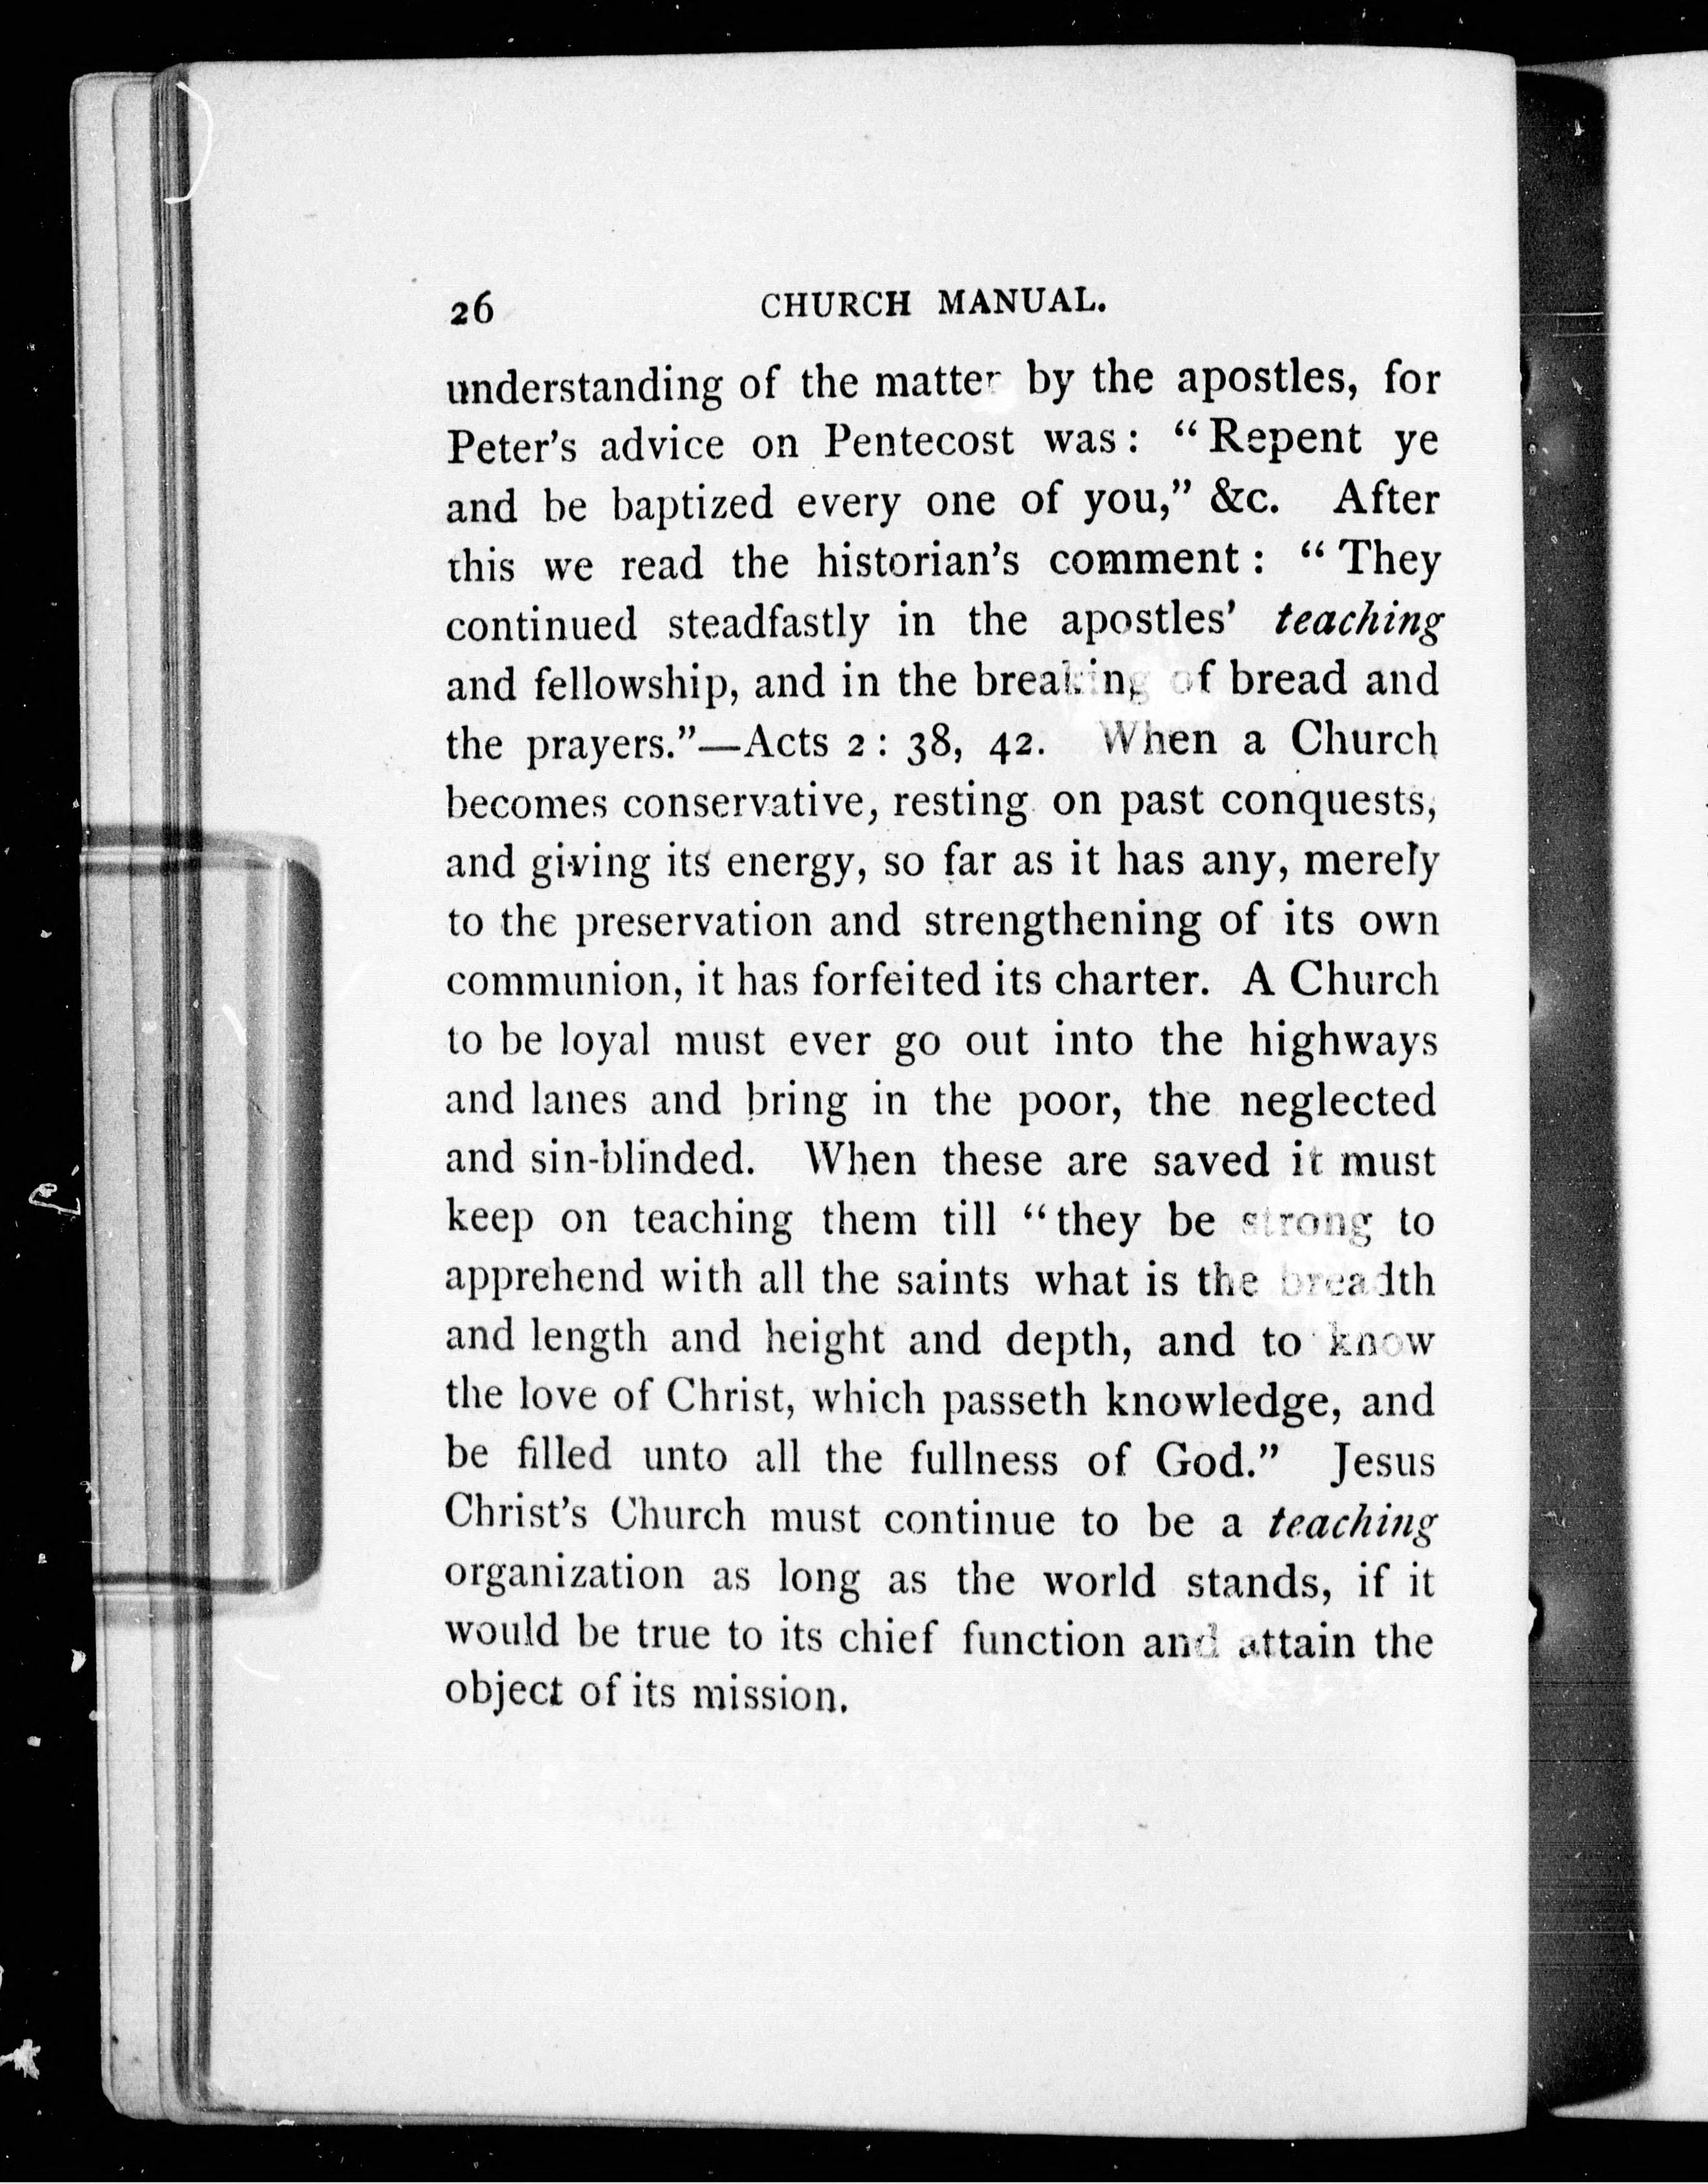 26 CHURCH MANUAL.
understanding of the matter by the apostles, for
Peter's advice on Pentecost was: "Repent ye
and be baptized every one of you," &c. After
this we read the historian's comment: "They
continued steadfastly in the apostles' teaching
and fellowship, and in the breaking of bread and
the prayers."—Acts 2: 38, 42. When a Church
becomes conservative, resting on past conquests,
and giving its energy, so far as it has any, merely
to the preservation and strengthening of its own
communion, it has forfeited its charter. A Church
to be loyal must ever go out into the highways
and lanes and bring in the poor, the neglected
and sin-blinded. When these are saved it must
keep on teaching them till "they be strong to
apprehend with all the saints what is the breadth
and length and height and depth, and to know
the love of Christ, which passeth knowledge, and
be filled unto all the fullness of God." Jesus
Christ's Church must continue to be a teaching
organization as long as the world stands, if it
would be true to its chief function and attain the
object of its mission.